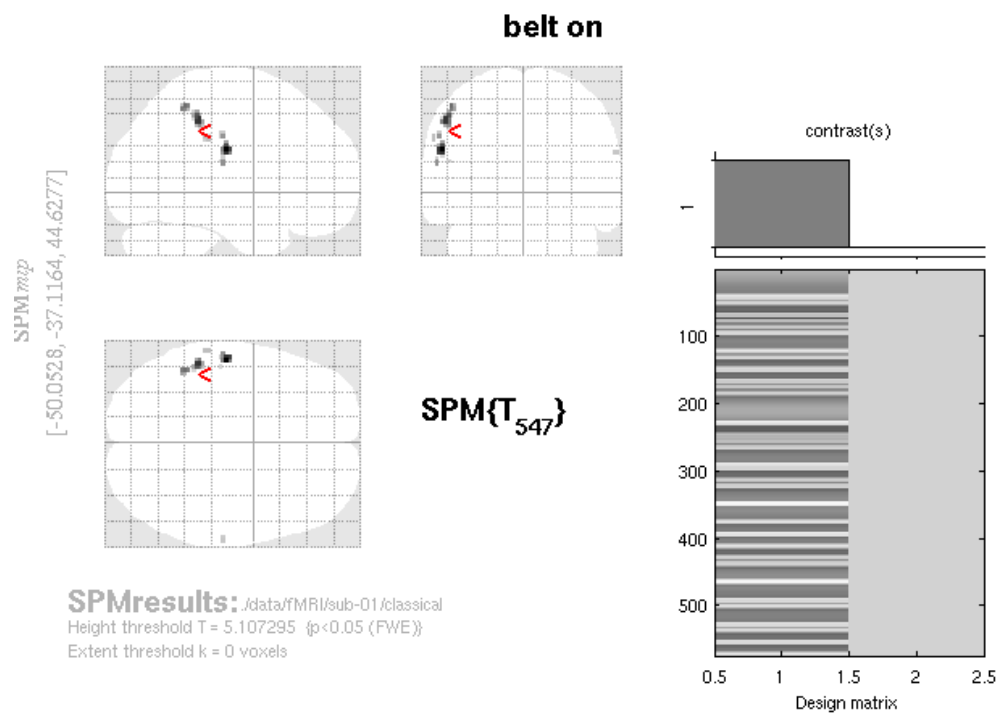 belt on
SPMmip
[-50.0528, -37.1164, 44.6277]
SPM{T547}
SPMresults: ./data/fMRI/sub-01/classical
Height threshold T = 5.107295 {p<0.05 (FWE)}
Extent threshold k = 0 voxels
contrast(s)
1
100
200
300
400
500
0.5 1 1.5 2 2.5
Design matrix